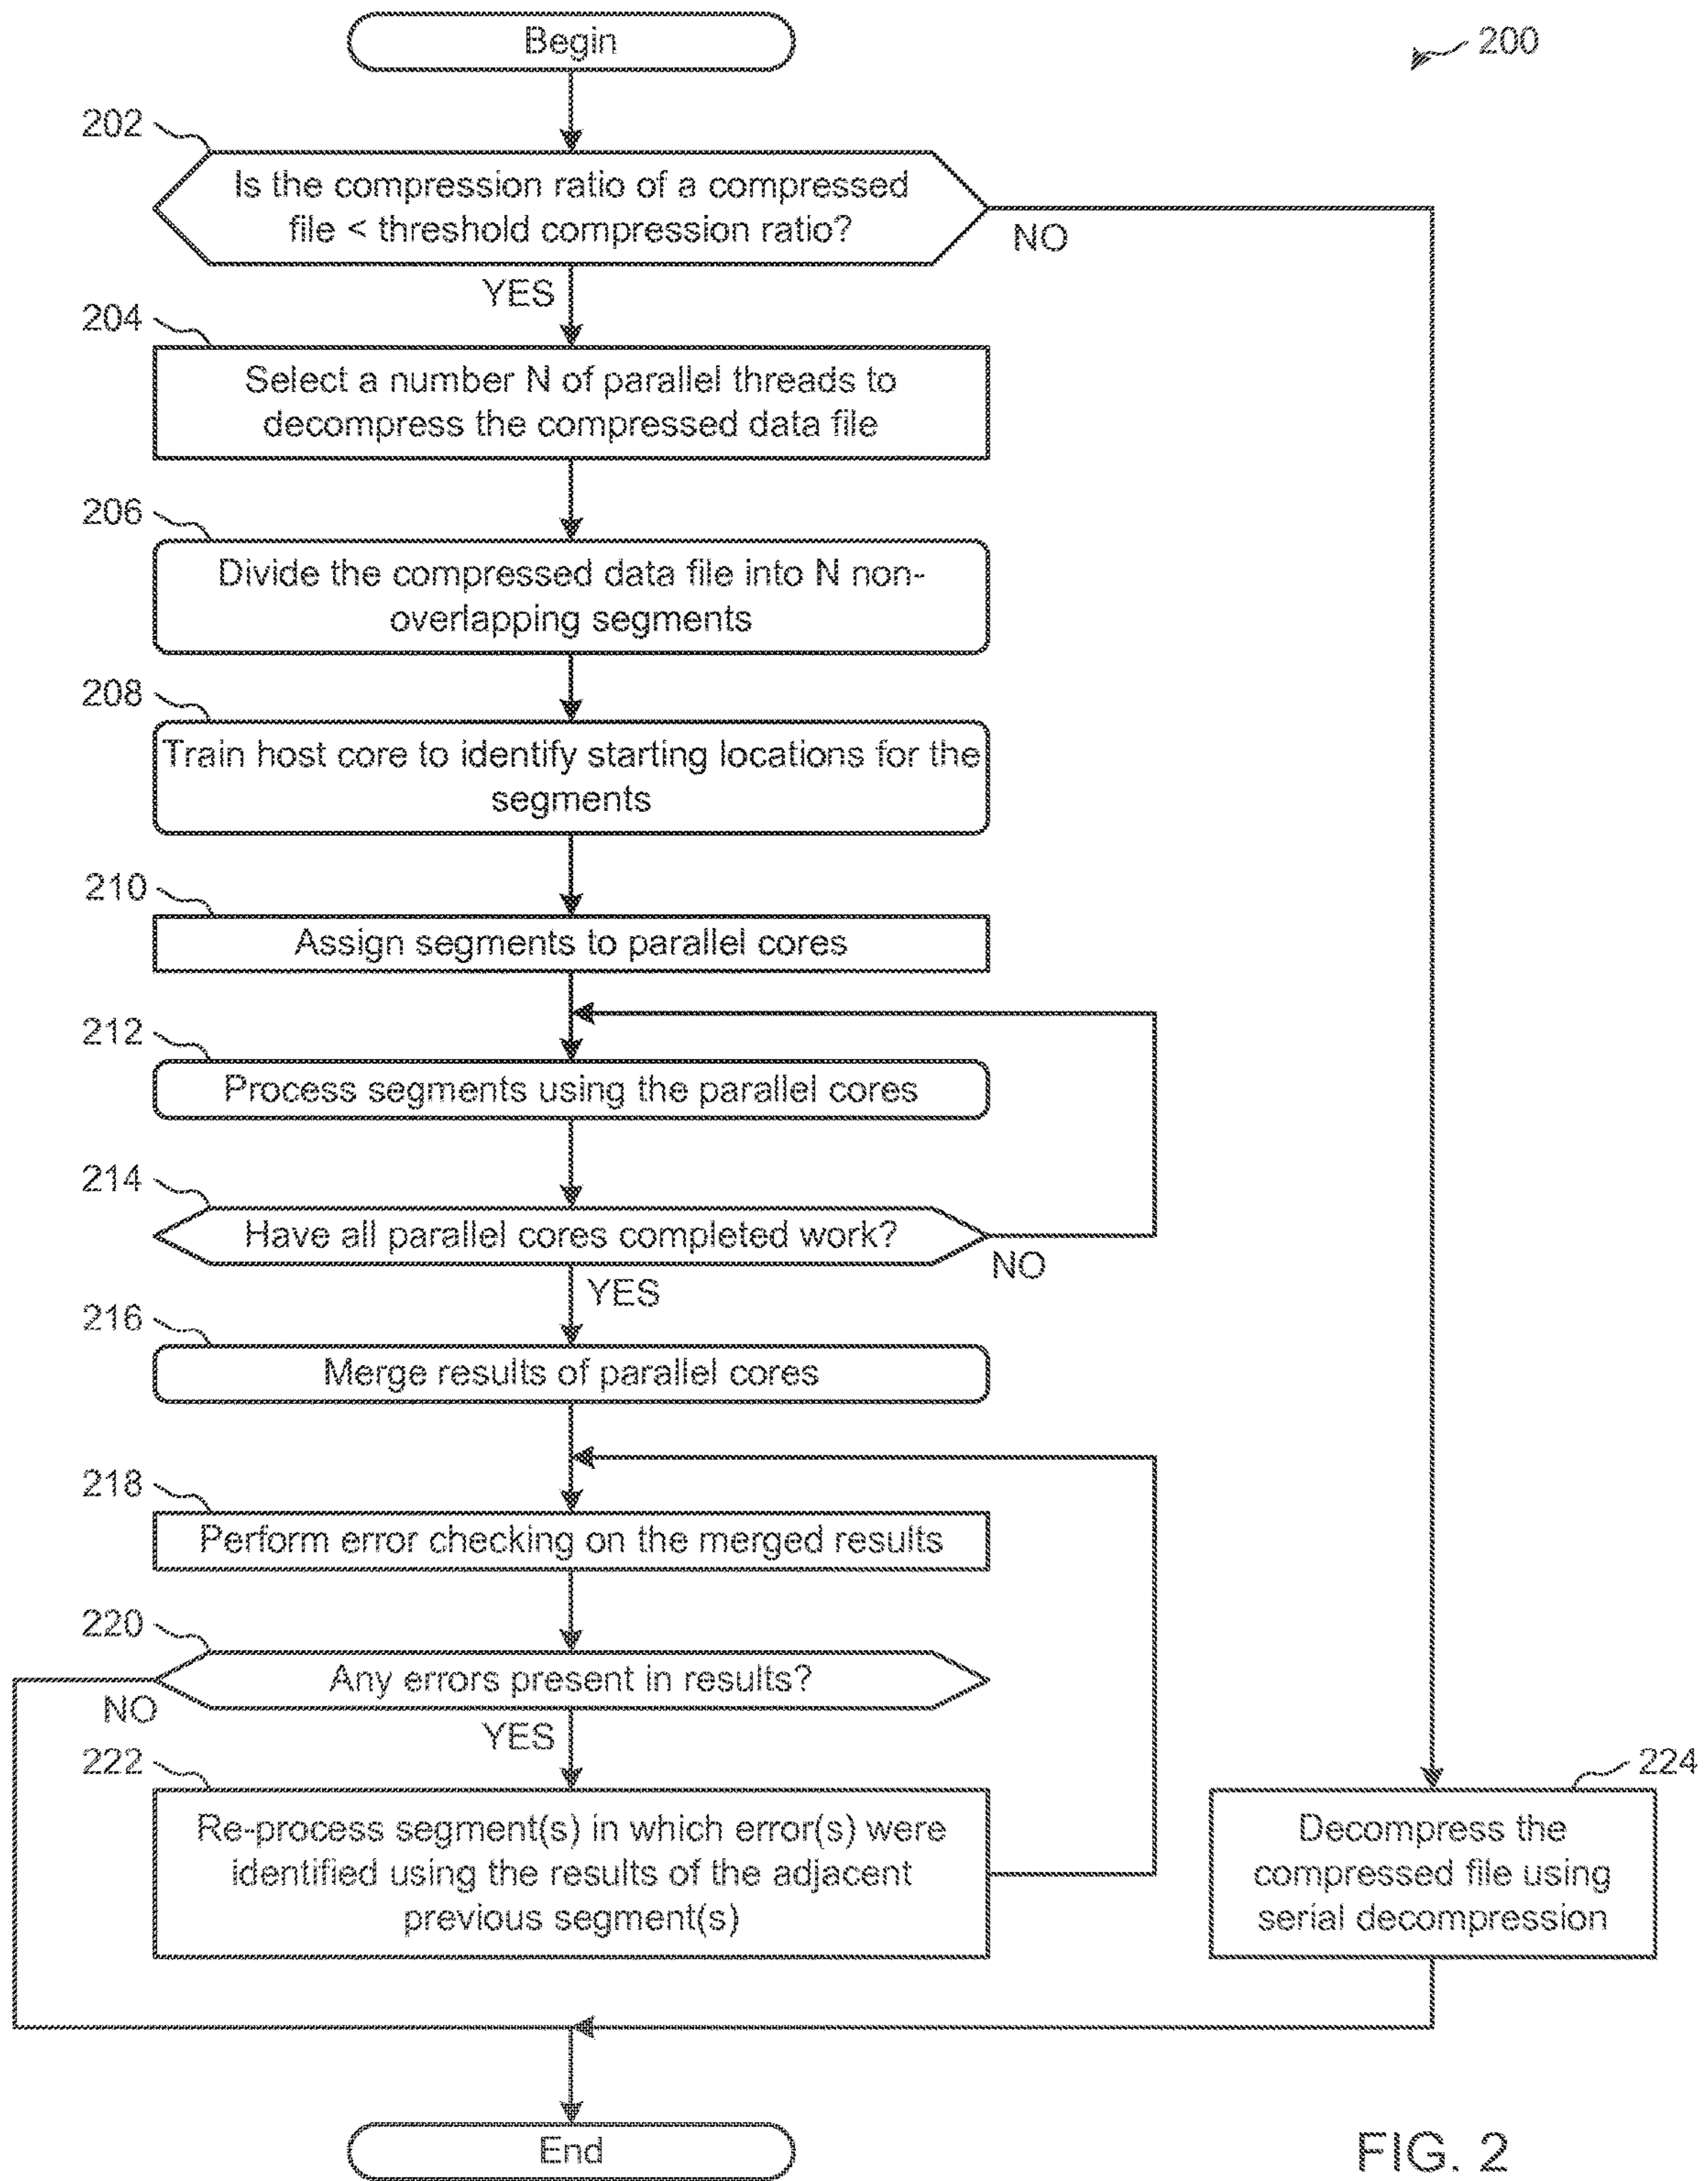 Begin
200
202
Is the compression ratio of a compressed
file < threshold compression ratio?
NO
YES
204
Select a number N of parallel threads to
decompress the compressed data file
206
Divide the compressed data file into N non-
overlapping segments
208
Train host core to identify starting locations for the
segments
210
Assign segments to parallel cores
212
Process segments using the parallel cores
214
Have all parallel cores completed work?
NO
YES
216
Merge results of parallel cores
218
Perform error checking on the merged results
220
Any errors present in results?
NO
YES
222
Re-process segment(s) in which error(s) were
identified using the results of the adjacent
previous segment(s)
224
Decompress the
compressed file using
serial decompression
End
FIG. 2